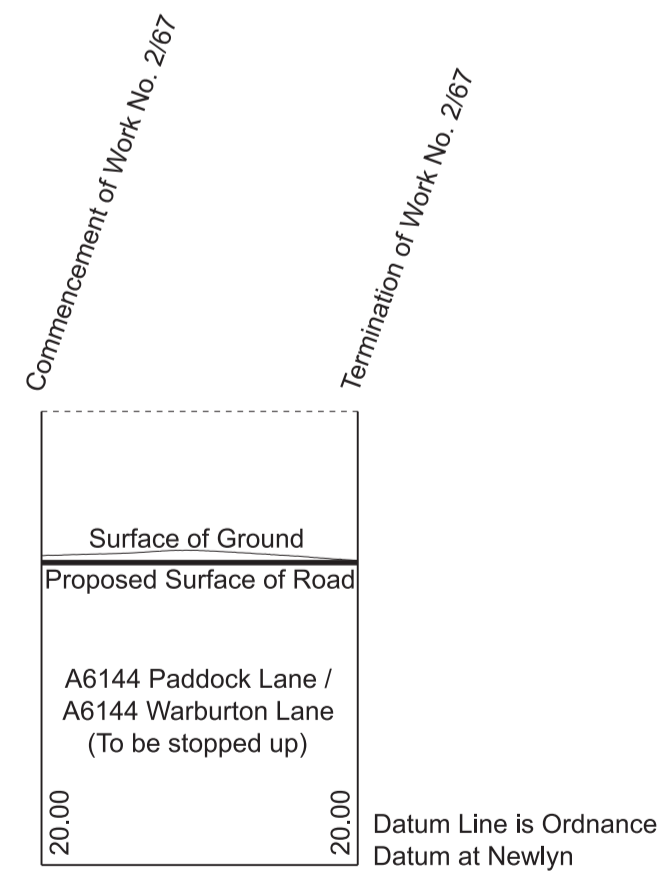 Commencement of Work No. 2/67
Termination of Work No. 2/67
Surface of Ground
Proposed Surface of Road
A6144 Paddock Lane /
A6144 Warburton Lane
(To be stopped up)
20.00
20.00
Datum Line is Ordnance
Datum at Newlyn